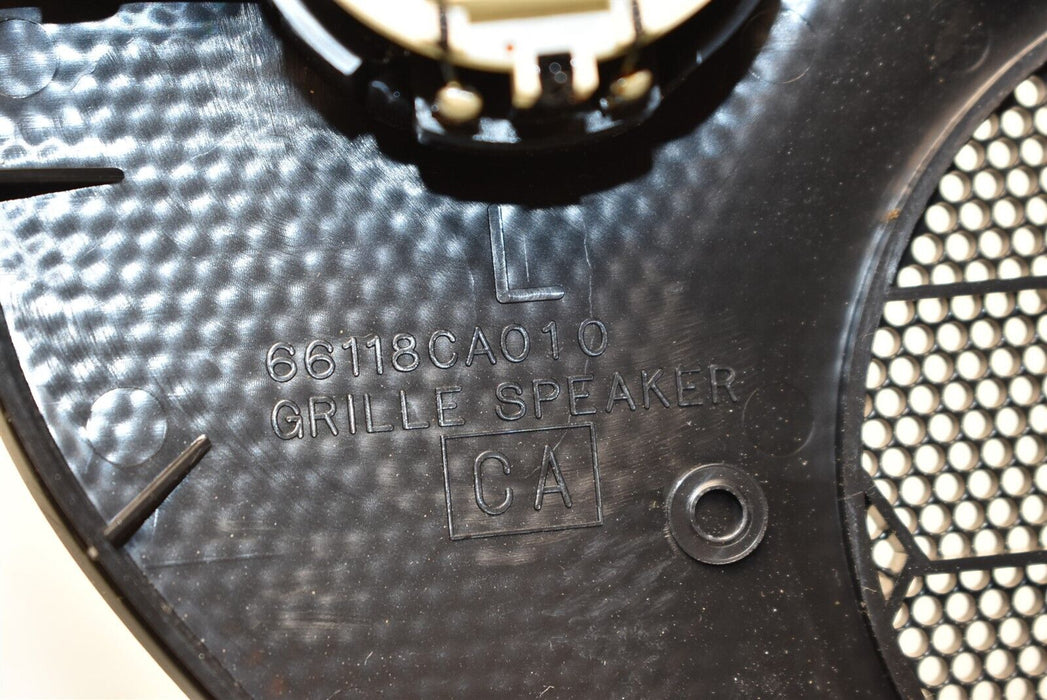 L
66118CA010
GRILLE SPEAKER
CA